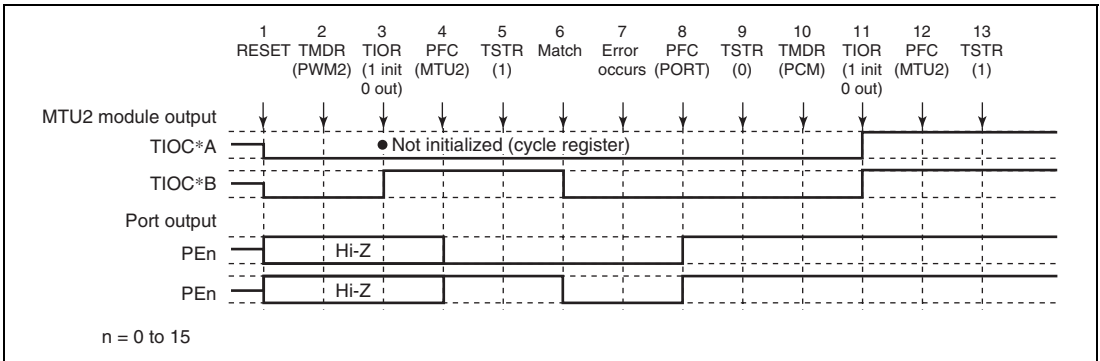 1 2 3 4 5 6 7 8 9 10 11 12 13
RESET TMDR TIOR PFC TSTR Match Error PFC TSTR TMDR TIOR PFC TSTR
(PWM2) (1 init (MTU2) (1) occurs (PORT) (0) (PCM) (1 init (MTU2) (1)
0 out) 0 out)
MTU2 module output
TIOC*A
● Not initialized (cycle register)
TIOC*B
Port output
PEn Hi-Z
PEn Hi-Z
n = 0 to 15